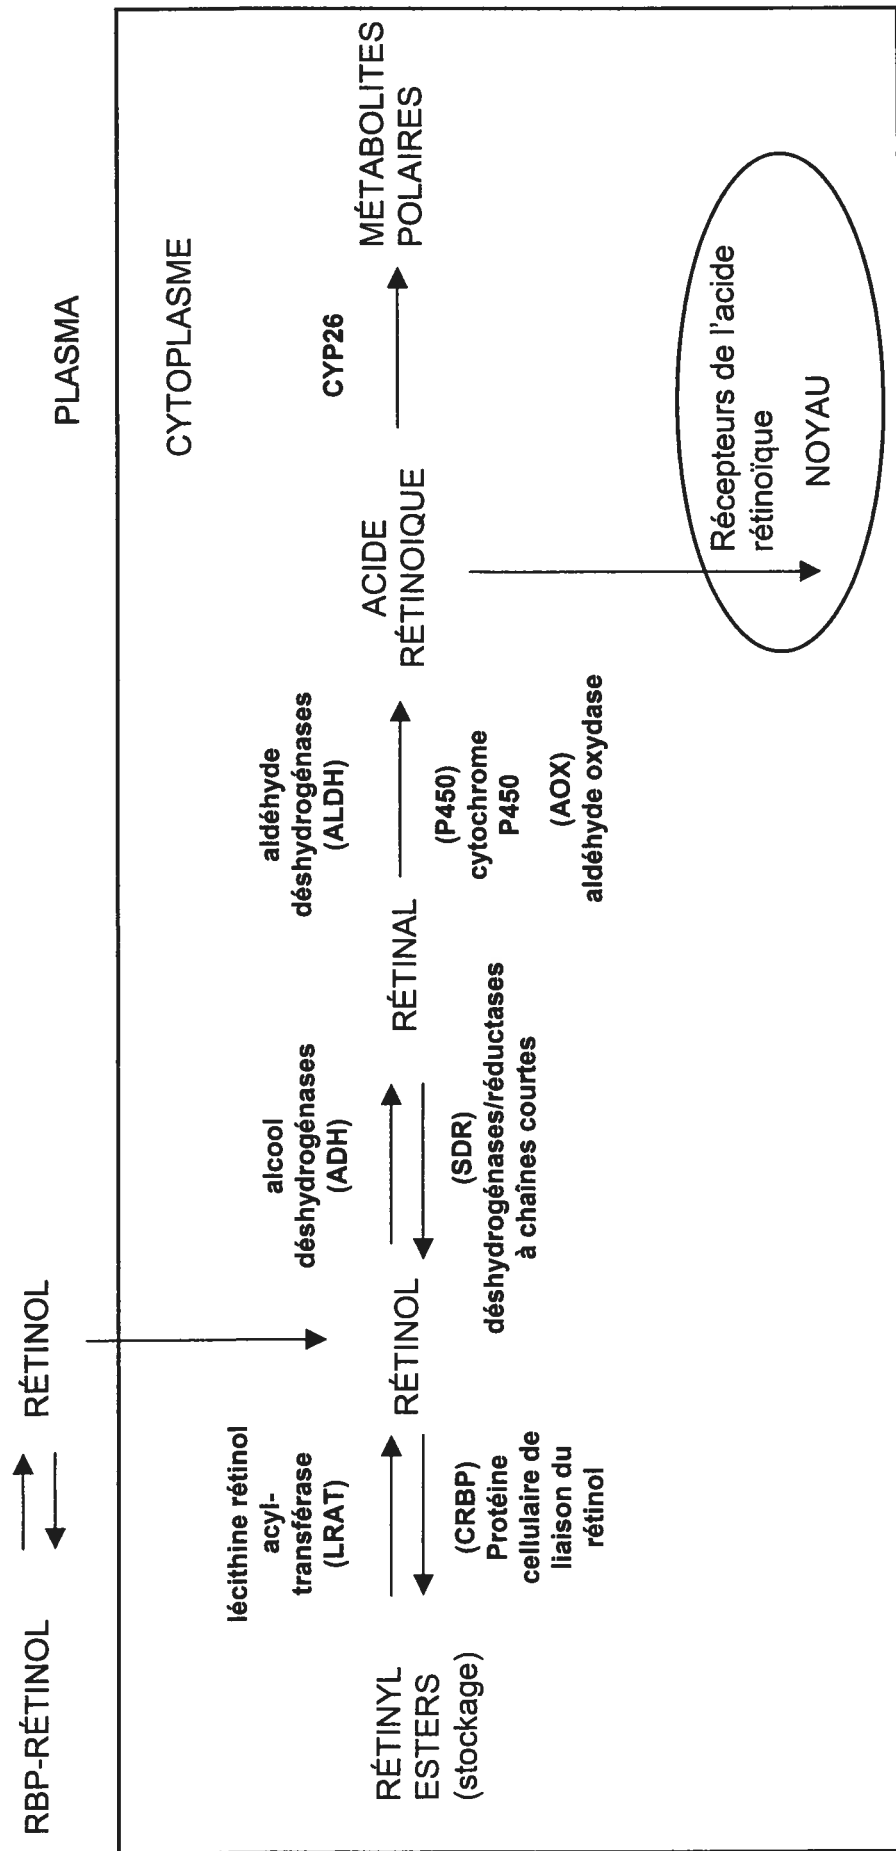 RBP-RÉTINOL
RÉTINOL
PLASMA
CYTOPLASME
lécithine rétinol
acyl-
transférase
(LRAT)
alcool
déshydrogénases
(ADH)
aldéhyde
déshydrogénases
(ALDH)
CYP26
RÉTINYL
ESTERS
(stockage)
RÉTINOL
RÉTINAL
ACIDE
RÉTINOIQUE
MÉTABOLITES
POLAIRES
(CRBP)
Protéine
cellulaire de
liaison du
rétinol
(SDR)
déshydrogénases/réductases
à chaînes courtes
(P450)
cytochrome
P450
(AOX)
aldéhyde oxydase
Récepteurs de l'acide
rétinoïque
NOYAU